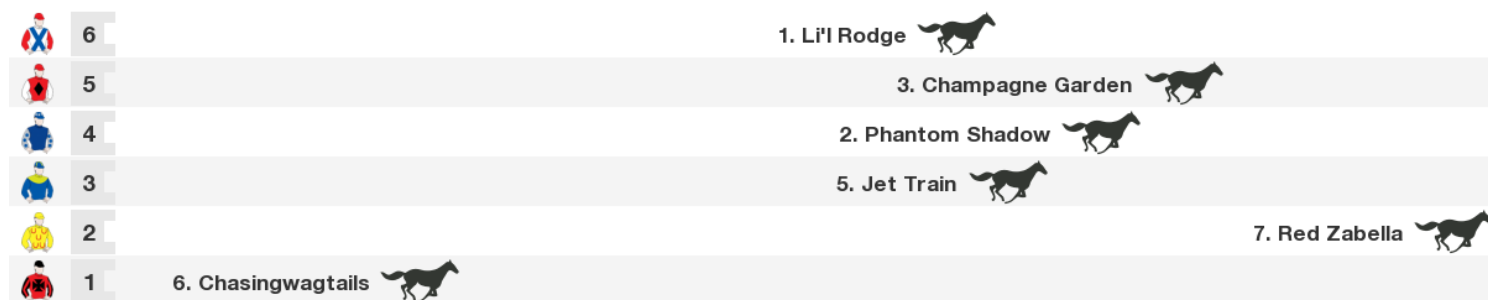 6 1. Li'l Rodge
5 3. Champagne Garden
4 2. Phantom Shadow
3 5. Jet Train
2 7. Red Zabella
1 6. Chasingwagtails